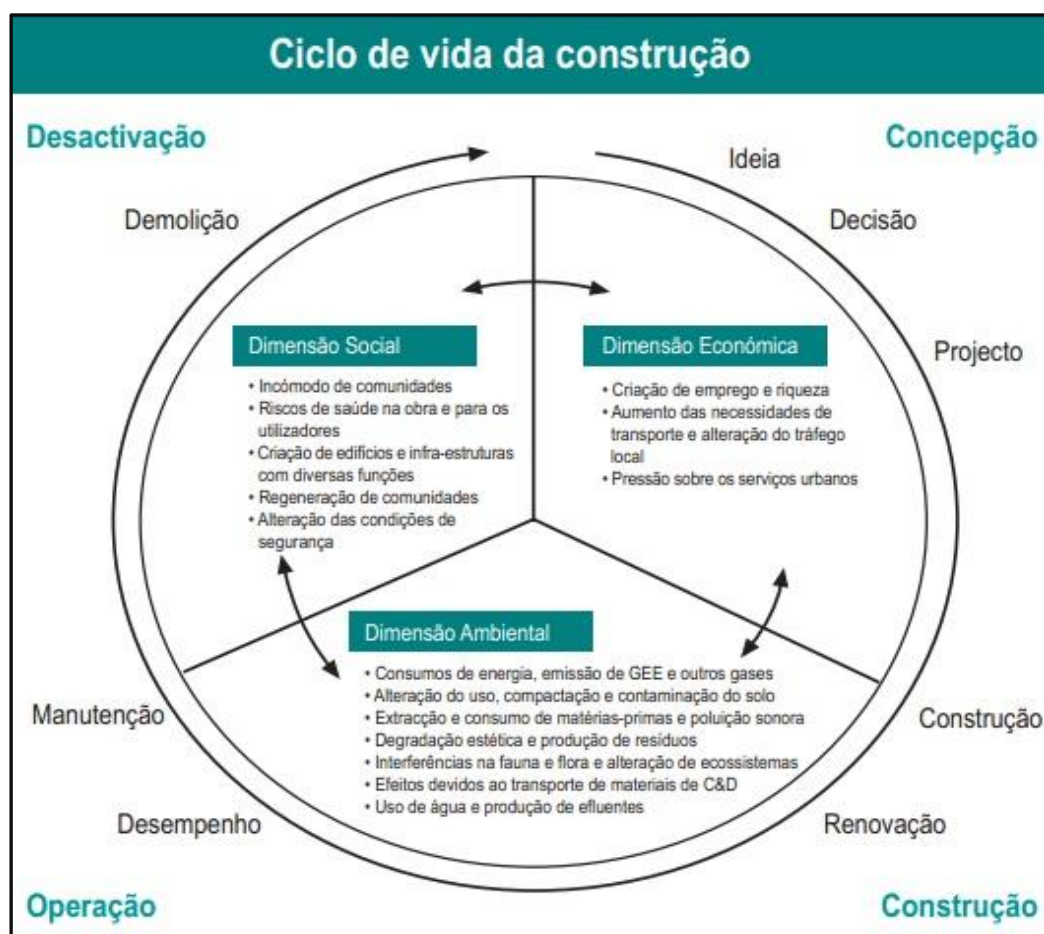 Ciclo de vida da construção
Desactivação
Concepção
Ideia
Demolição
Decisão
Projecto
Dimensão Social
• Incómodo de comunidades
• Riscos de saúde na obra e para os
utilizadores
• Criação de edifícios e infra-estruturas
com diversas funções
• Regeneração de comunidades
• Alteração das condições de
segurança
Dimensão Económica
• Criação de emprego e riqueza
• Aumento das necessidades de
transporte e alteração do tráfego
local
• Pressão sobre os serviços urbanos
Dimensão Ambiental
• Consumos de energia, emissão de GEE e outros gases
• Alteração do uso, compactação e contaminação do solo
• Extracção e consumo de matérias-primas e poluição sonora
• Degradação estética e produção de resíduos
• Interferências na fauna e flora e alteração de ecossistemas
• Efeitos devidos ao transporte de materiais de C&D
• Uso de água e produção de efluentes
Manutenção
Construção
Desempenho
Renovação
Operação
Construção